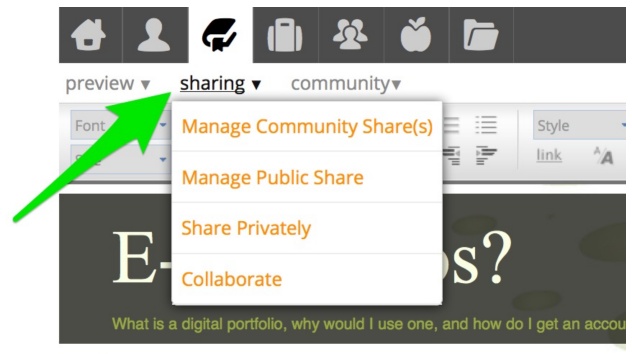 preview ▾ sharing ▾ community▾
Font Style
Manage Community Share(s)
link A/A
Manage Public Share
Share Privately
E- s?
Collaborate
What is a digital portfolio, why would I use one, and how do I get an accou